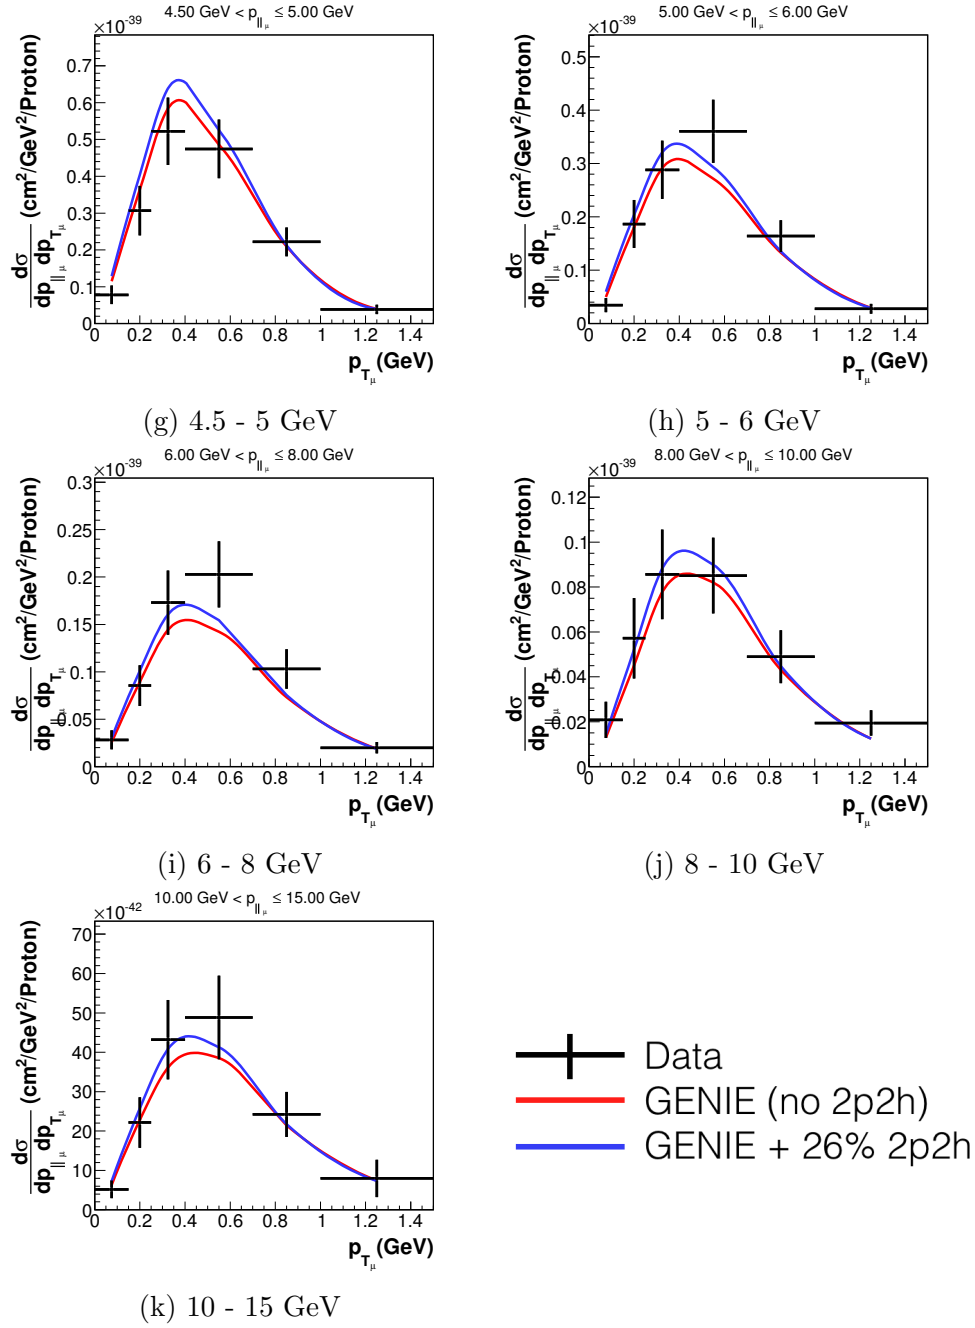 ×10⁻³⁹ 4.50 GeV < p||μ ≤ 5.00 GeV
dσ/dp||μ dpTμ (cm²/GeV²/Proton)
0.7
0.6
0.5
0.4
0.3
0.2
0.1
0
0 0.2 0.4 0.6 0.8 1 1.2 1.4
pTμ (GeV)
(g) 4.5 - 5 GeV
×10⁻³⁹ 5.00 GeV < p||μ ≤ 6.00 GeV
dσ/dp||μ dpTμ (cm²/GeV²/Proton)
0.5
0.4
0.3
0.2
0.1
0
0 0.2 0.4 0.6 0.8 1 1.2 1.4
pTμ (GeV)
(h) 5 - 6 GeV
×10⁻³⁹ 6.00 GeV < p||μ ≤ 8.00 GeV
dσ/dp||μ dpTμ (cm²/GeV²/Proton)
0.3
0.25
0.2
0.15
0.1
0.05
0
0 0.2 0.4 0.6 0.8 1 1.2 1.4
pTμ (GeV)
(i) 6 - 8 GeV
×10⁻³⁹ 8.00 GeV < p||μ ≤ 10.00 GeV
dσ/dp||μ dpTμ (cm²/GeV²/Proton)
0.12
0.1
0.08
0.06
0.04
0.02
0
0 0.2 0.4 0.6 0.8 1 1.2 1.4
pTμ (GeV)
(j) 8 - 10 GeV
×10⁻⁴² 10.00 GeV < p||μ ≤ 15.00 GeV
dσ/dp||μ dpTμ (cm²/GeV²/Proton)
70
60
50
40
30
20
10
0
0 0.2 0.4 0.6 0.8 1 1.2 1.4
pTμ (GeV)
(k) 10 - 15 GeV
Data
GENIE (no 2p2h)
GENIE + 26% 2p2h